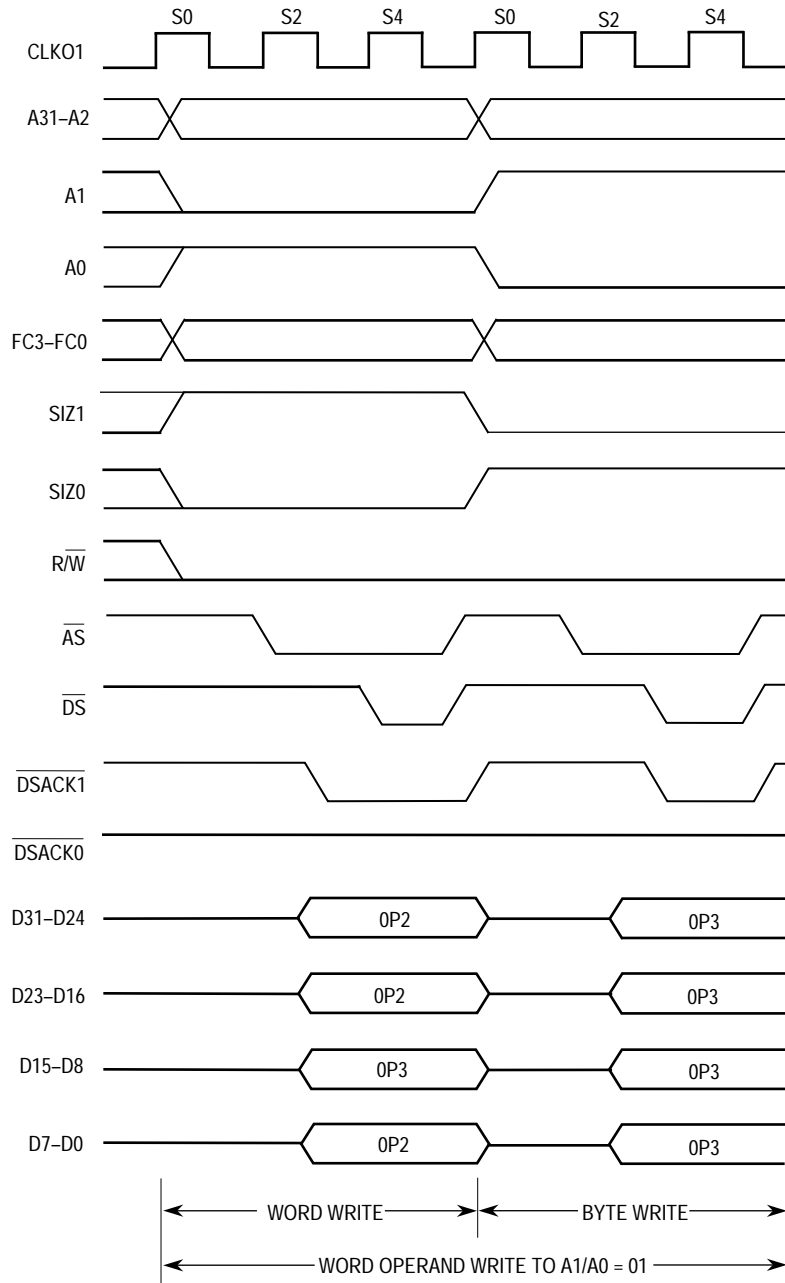 S0 S2 S4 S0 S2 S4
CLKO1
A31–A2
A1
A0
FC3–FC0
SIZ1
SIZ0
R/W
AS
DS
DSACK1
DSACK0
D31–D24 0P2 0P3
D23–D16 0P2 0P3
D15–D8 0P3 0P3
D7–D0 0P2 0P3
WORD WRITE BYTE WRITE
WORD OPERAND WRITE TO A1/A0 = 01